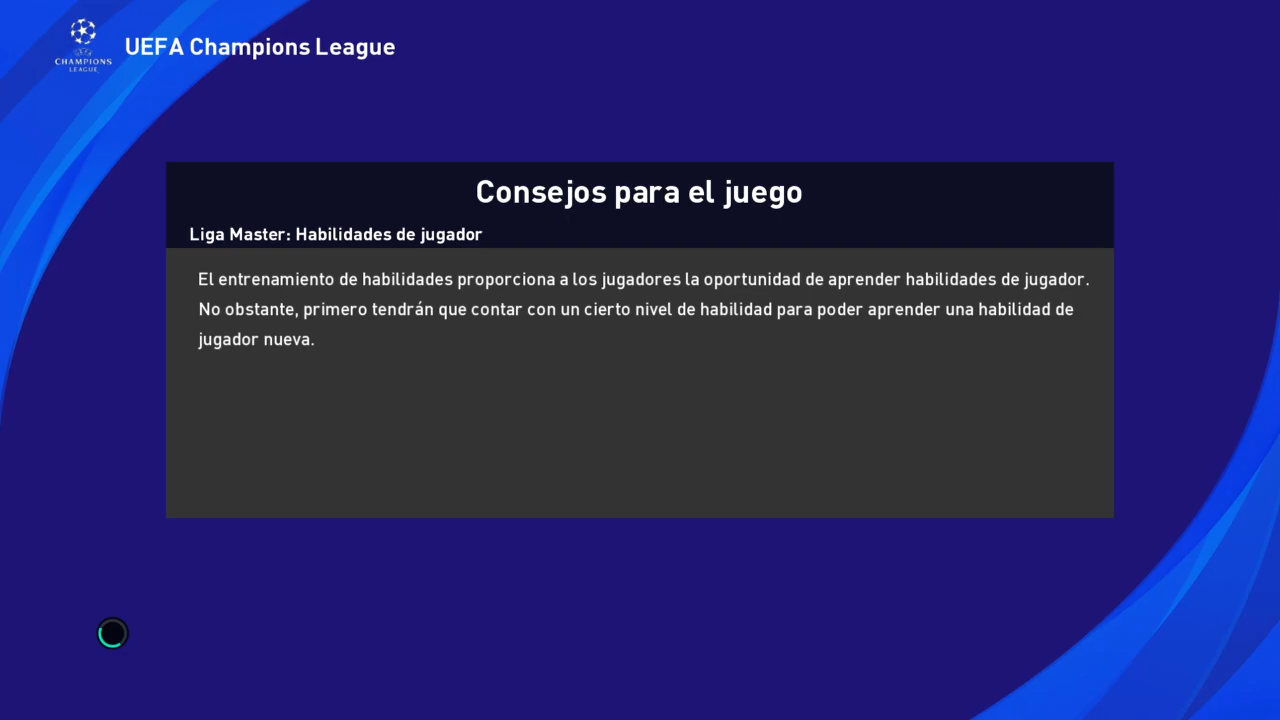 UEFA Champions League
CHAMPIONS
LEAGUE
Consejos para el juego
Liga Master: Habilidades de jugador
El entrenamiento de habilidades proporciona a los jugadores la oportunidad de aprender habilidades de jugador.
No obstante, primero tendrán que contar con un cierto nivel de habilidad para poder aprender una habilidad de
jugador nueva.